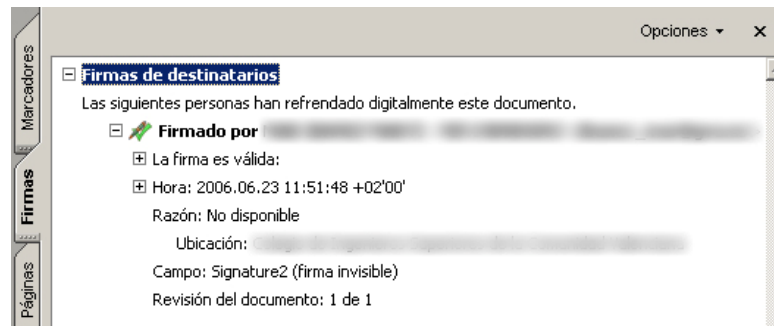 Opciones
Marcadores
Firmas
Páginas
Firmas de destinatarios
Las siguientes personas han refrendado digitalmente este documento.
Firmado por
La firma es válida:
Hora: 2006.06.23 11:51:48 +02'00'
Razón: No disponible
Ubicación:
Campo: Signature2 (firma invisible)
Revisión del documento: 1 de 1